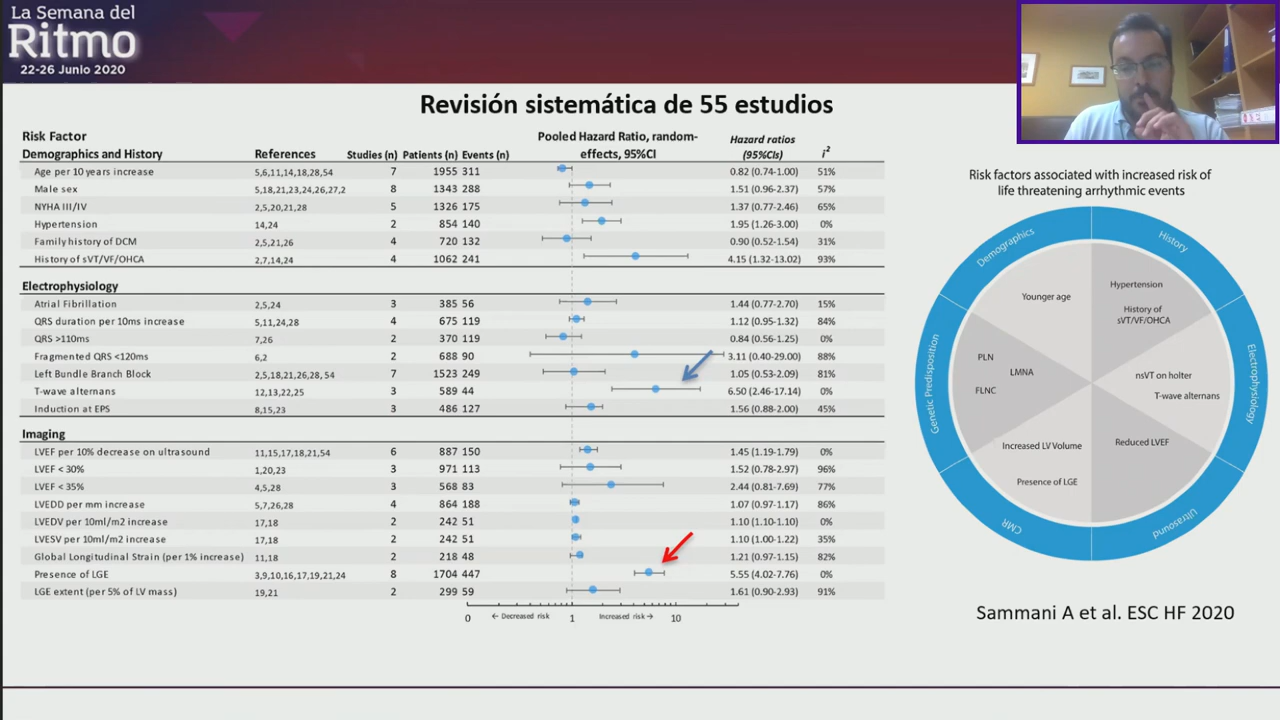 La Semana del
Ritmo
22-26 Junio 2020
Revisión sistemática de 55 estudios
Risk Factor
Pooled Hazard Ratio, random-effects, 95%CI
Hazard ratios (95%CIs)
Demographics and History References Studies (n) Patients (n) Events (n) i²
Age per 10 years increase 5,6,11,14,18,28,54 7 1955 311 0.82 (0.74-1.00) 51%
Male sex 5,18,21,23,24,26,27,2 8 1343 288 1.51 (0.96-2.37) 57%
NYHA III/IV 2,5,20,21,28 5 1326 175 1.37 (0.77-2.46) 65%
Hypertension 14,24 2 854 140 1.95 (1.26-3.00) 0%
Family history of DCM 2,5,21,26 4 720 132 0.90 (0.52-1.54) 31%
History of sVT/VF/OHCA 2,7,14,24 4 1062 241 4.15 (1.32-13.02) 93%
Electrophysiology
Atrial Fibrillation 2,5,24 3 385 56 1.44 (0.77-2.70) 15%
QRS duration per 10ms increase 5,11,24,28 4 675 119 1.12 (0.95-1.32) 84%
QRS >110ms 7,26 2 370 119 0.84 (0.56-1.25) 0%
Fragmented QRS <120ms 6,2 2 688 90 3.11 (0.40-29.00) 88%
Left Bundle Branch Block 2,5,18,21,26,28,54 7 1523 249 1.05 (0.53-2.09) 81%
T-wave alternans 12,13,22,25 3 589 44 6.50 (2.46-17.14) 0%
Induction at EPS 8,15,23 3 486 127 1.56 (0.88-2.00) 45%
Imaging
LVEF per 10% decrease on ultrasound 11,15,17,18,21,54 6 887 150 1.45 (1.19-1.79) 0%
LVEF < 30% 1,20,23 3 971 113 1.52 (0.78-2.97) 96%
LVEF < 35% 4,5,28 3 568 83 2.44 (0.81-7.69) 77%
LVEDD per mm increase 5,7,26,28 4 864 188 1.07 (0.97-1.17) 86%
LVEDV per 10ml/m2 increase 17,18 2 242 51 1.10 (1.10-1.10) 0%
LVESV per 10ml/m2 increase 17,18 2 242 51 1.10 (1.00-1.22) 35%
Global Longitudinal Strain (per 1% increase) 11,18 2 218 48 1.21 (0.97-1.15) 82%
Presence of LGE 3,9,10,16,17,19,21,24 8 1704 447 5.55 (4.02-7.76) 0%
LGE extent (per 5% of LV mass) 19,21 2 299 59 1.61 (0.90-2.93) 91%
0 ← Decreased risk 1 Increased risk → 10
Risk factors associated with increased risk of
life threatening arrhythmic events
Demographics
History
Electrophysiology
Ultrasound
CMR
Genetic Predisposition
Younger age
Hypertension
History of
sVT/VF/OHCA
PLN
LMNA
FLNC
nsVT on holter
T-wave alternans
Increased LV Volume
Presence of LGE
Reduced LVEF
Sammani A et al. ESC HF 2020